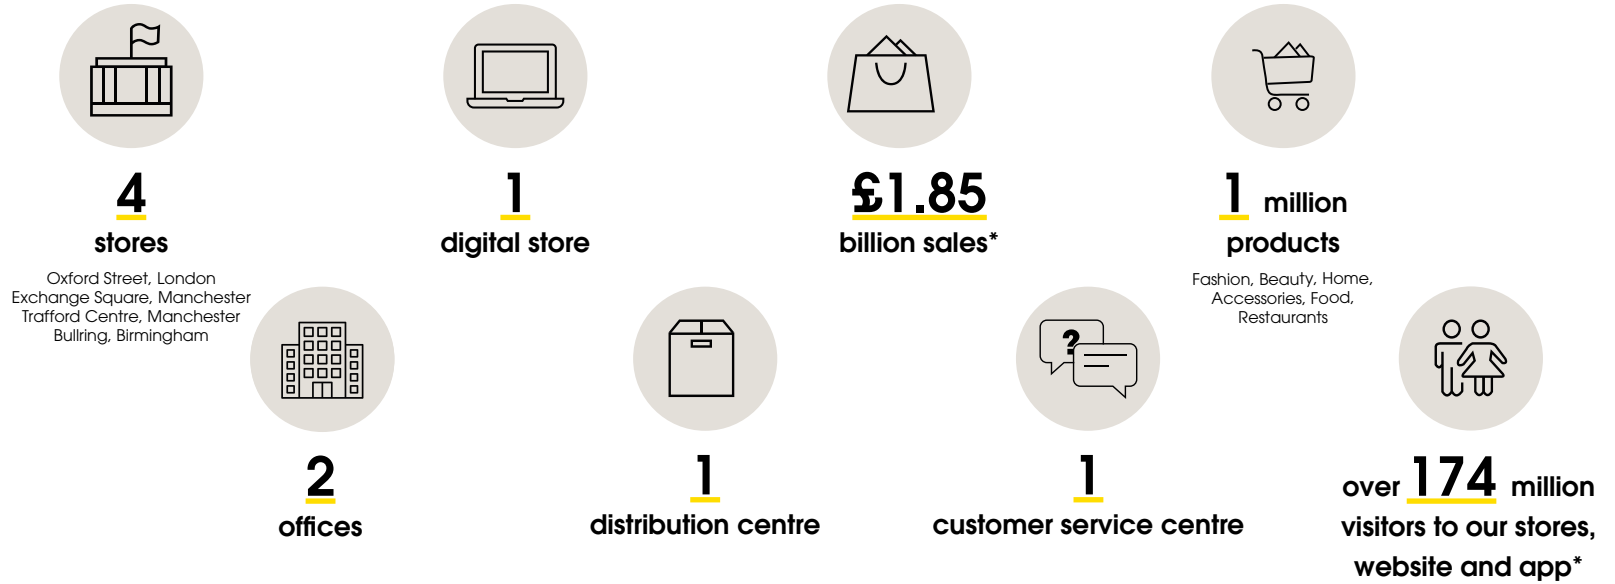 4
stores
Oxford Street, London
Exchange Square, Manchester
Trafford Centre, Manchester
Bullring, Birmingham
1
digital store
£1.85
billion sales*
1 million
products
Fashion, Beauty, Home,
Accessories, Food,
Restaurants
2
offices
1
distribution centre
?
1
customer service centre
over 174 million
visitors to our stores,
website and app*